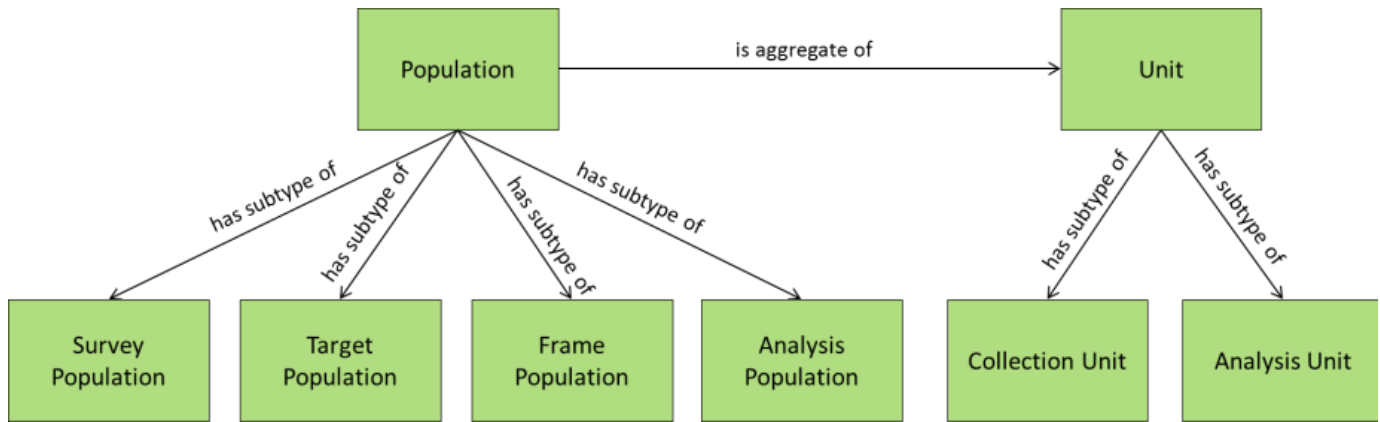 is aggregate of
Population
Unit
has subtype of
has subtype of
has subtype of
has subtype of
has subtype of
has subtype of
Survey
Population
Target
Population
Frame
Population
Analysis
Population
Collection Unit
Analysis Unit